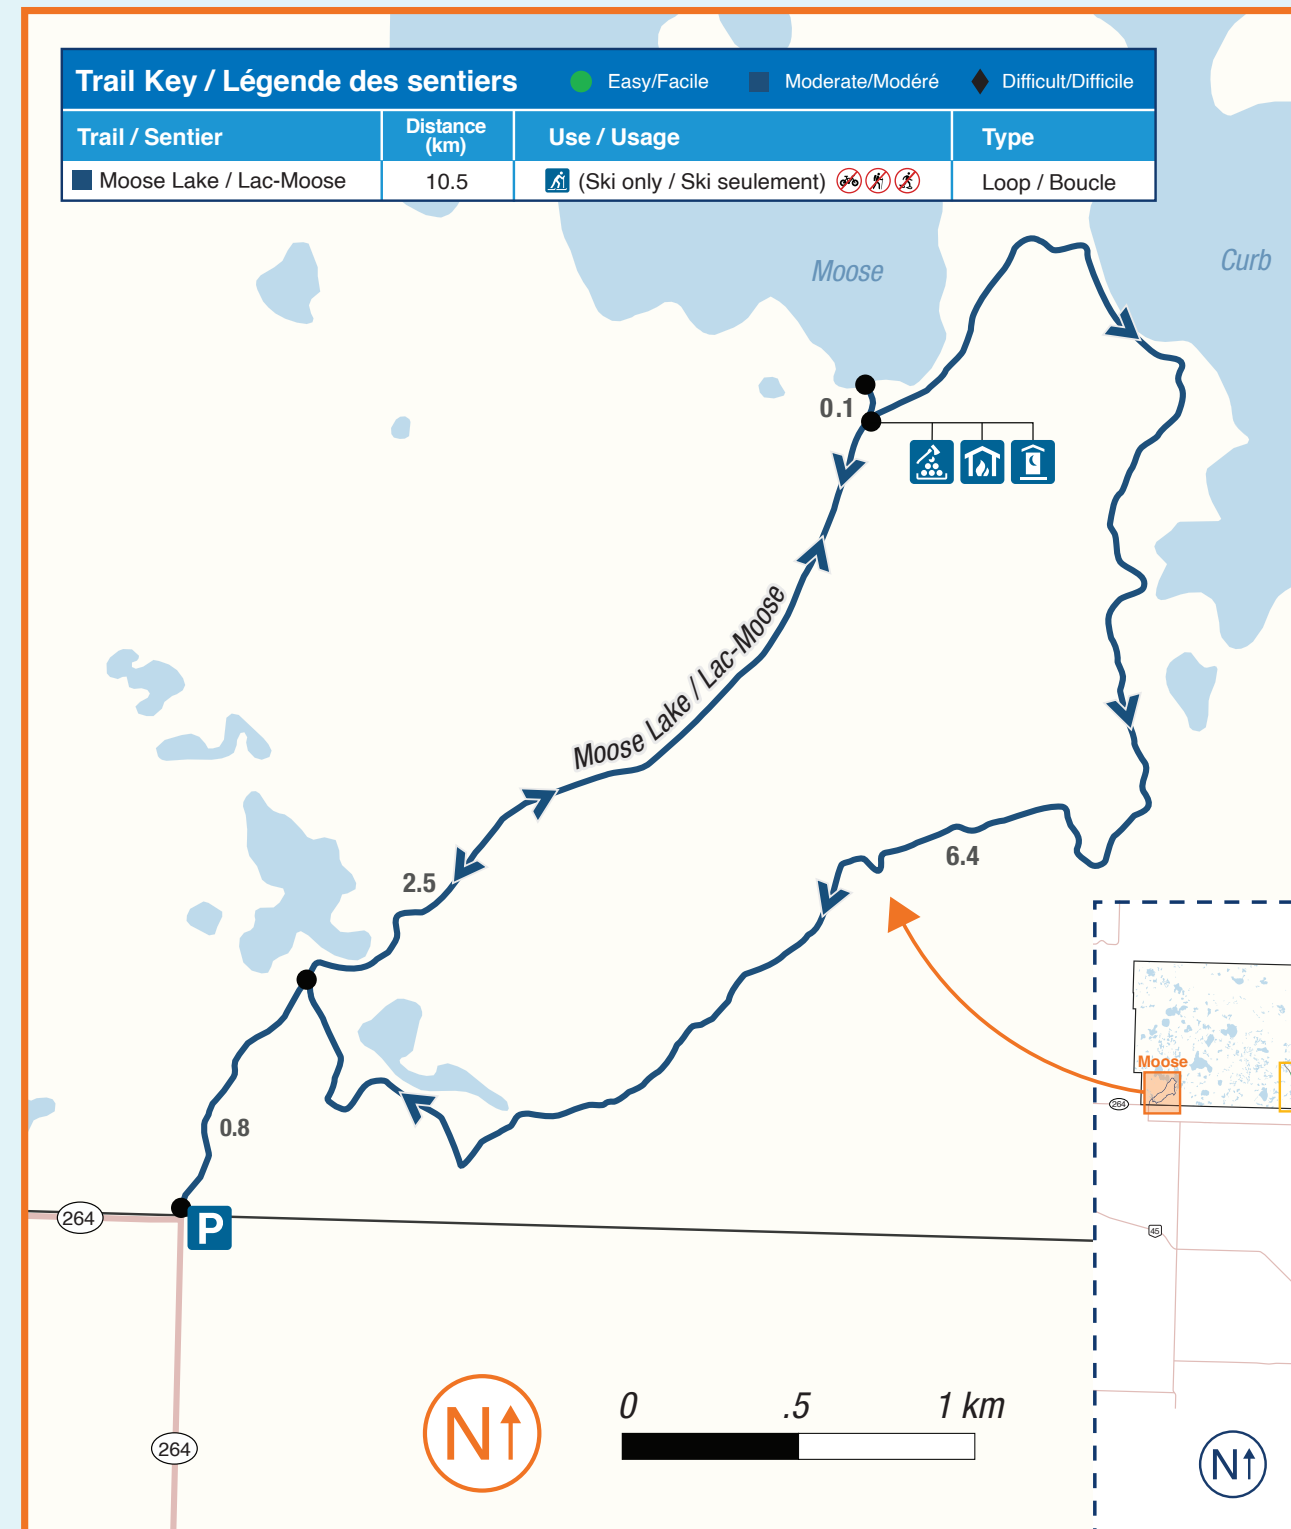 Trail Key / Légende des sentiers
Easy/Facile
Moderate/Modéré
Difficult/Difficile
Trail / Sentier
Distance
(km)
Use / Usage
Type
Moose Lake / Lac-Moose
10.5
(Ski only / Ski seulement)
Loop / Boucle
Moose
Curb
0.1
Moose Lake / Lac-Moose
6.4
2.5
0.8
Moose
264
264
P
45
264
N
0
.5
1 km
N